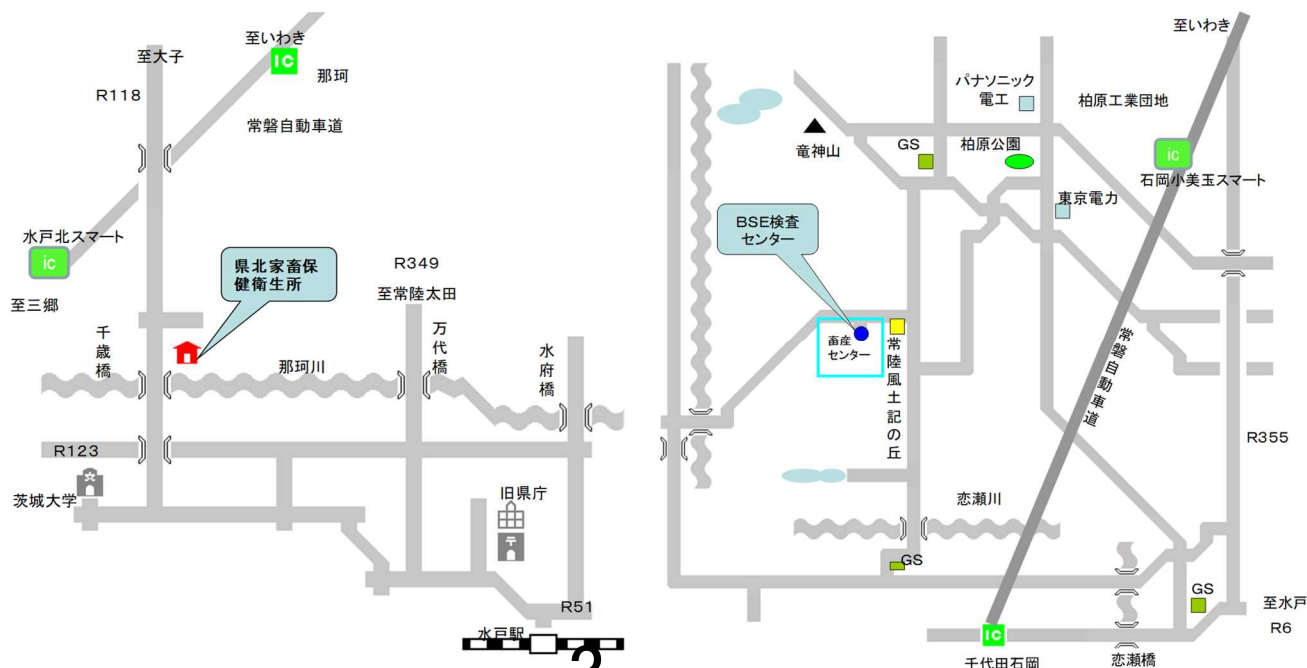 至いわき
至大子
IC
那珂
R118
常磐自動車道
水戸北スマート
ic
県北家畜保
健衛生所
R349
至常陸太田
至三郷
千歳橋
万代橋
水府橋
那珂川
R123
茨城大学
文
旧県庁
〒
R51
水戸駅
2
至いわき
パナソニック
電工
柏原工業団地
竜神山
GS
柏原公園
ic
石岡小美玉スマート
東京電力
BSE検査
センター
畜産
センター
常陸風土記の丘
常磐自動車道
R355
恋瀬川
GS
GS
至水戸
R6
IC
千代田石岡
恋瀬橋